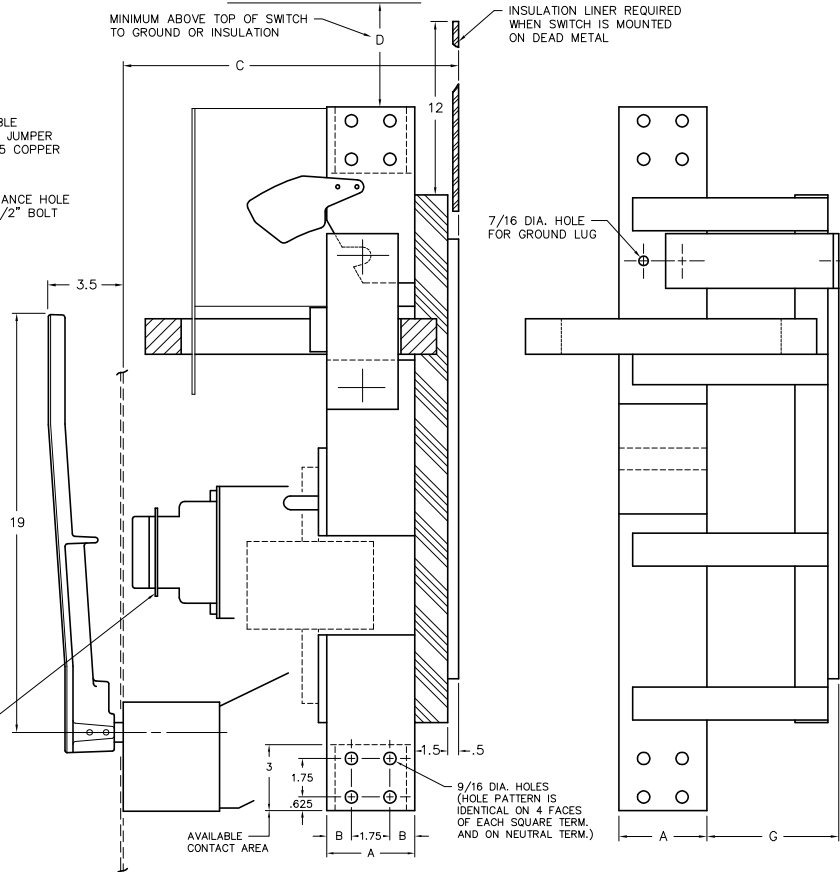 MINIMUM ABOVE TOP OF SWITCH
TO GROUND OR INSULATION
D
INSULATION LINER REQUIRED
WHEN SWITCH IS MOUNTED
ON DEAD METAL
C
12
BLE
JUMPER
5 COPPER
ANCE HOLE
/2" BOLT
7/16 DIA. HOLE
FOR GROUND LUG
3.5
19
1.5
.5
3
1.75
.625
9/16 DIA. HOLES
(HOLE PATTERN IS
IDENTICAL ON 4 FACES
OF EACH SQUARE TERM.
AND ON NEUTRAL TERM.)
AVAILABLE
CONTACT AREA
B
1.75
B
A
A
G